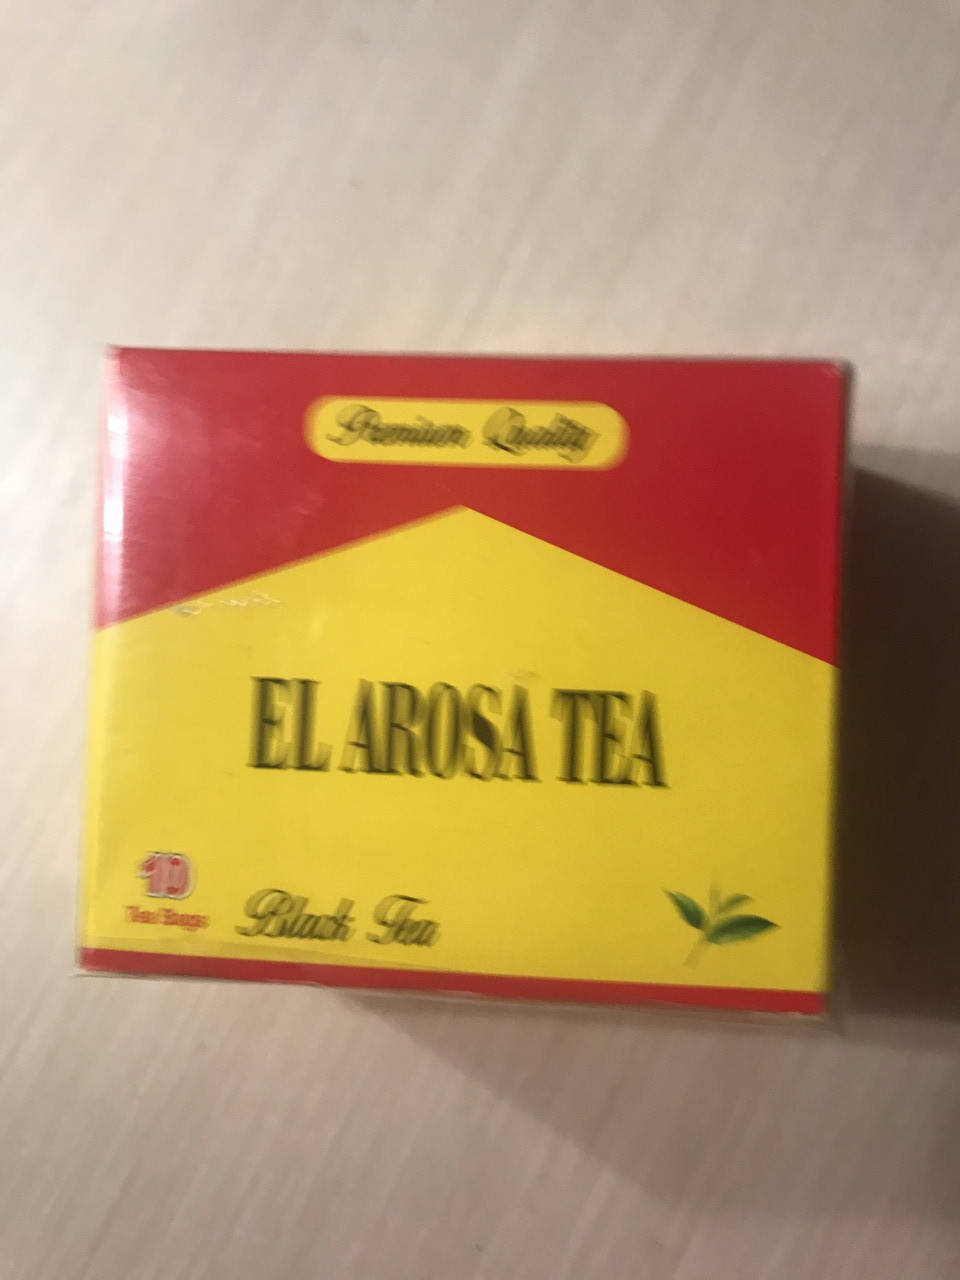 Premium Quality
EL AROSA TEA
10
Tea Bags
Black Tea